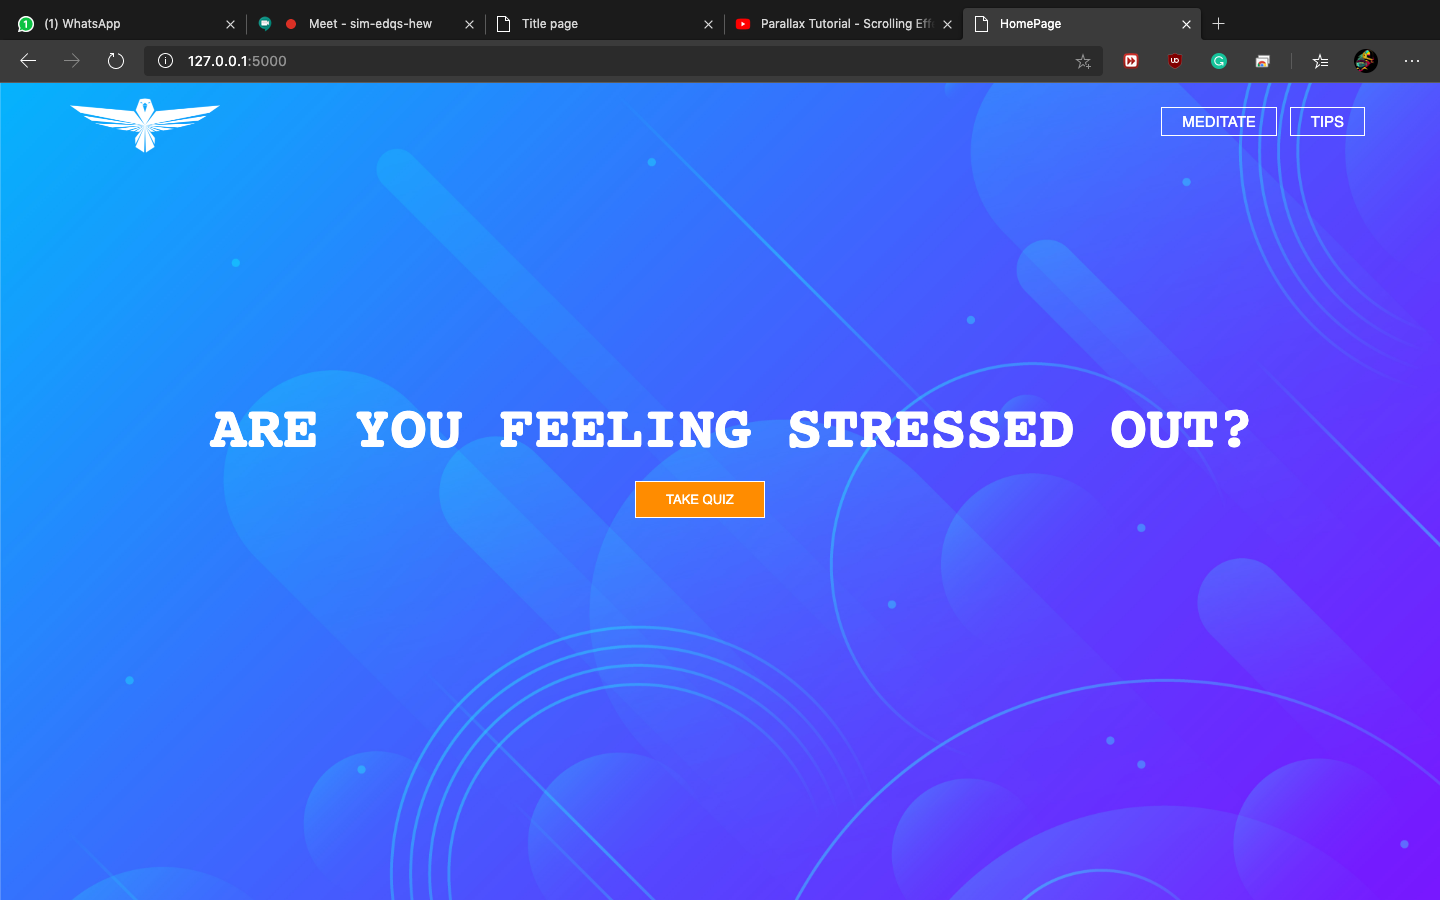 (1) WhatsApp
Meet - sim-edqs-hew
Title page
Parallax Tutorial - Scrolling Eff
HomePage
127.0.0.1:5000
MEDITATE
TIPS
ARE YOU FEELING STRESSED OUT?
TAKE QUIZ